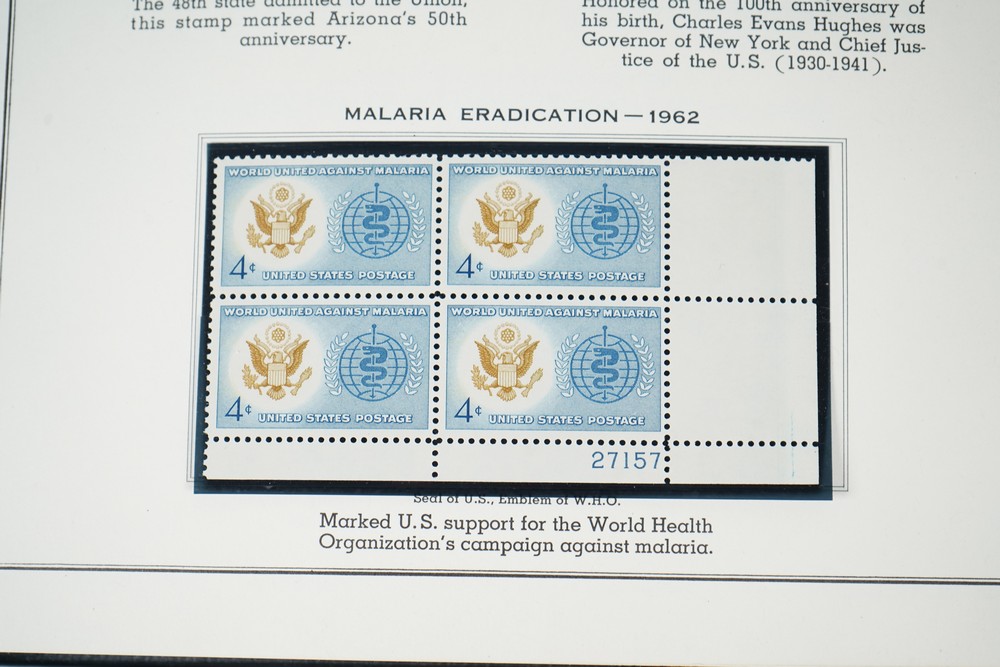 The 48th state admitted to the Union,
this stamp marked Arizona's 50th
anniversary.
Honored on the 100th anniversary of
his birth, Charles Evans Hughes was
Governor of New York and Chief Jus-
tice of the U.S. (1930-1941).
MALARIA ERADICATION — 1962
WORLD UNITED AGAINST MALARIA
4¢ UNITED STATES POSTAGE
WORLD UNITED AGAINST MALARIA
4¢ UNITED STATES POSTAGE
WORLD UNITED AGAINST MALARIA
4¢ UNITED STATES POSTAGE
WORLD UNITED AGAINST MALARIA
4¢ UNITED STATES POSTAGE
27157
Seal of U.S., Emblem of W.H.O.
Marked U.S. support for the World Health
Organization's campaign against malaria.